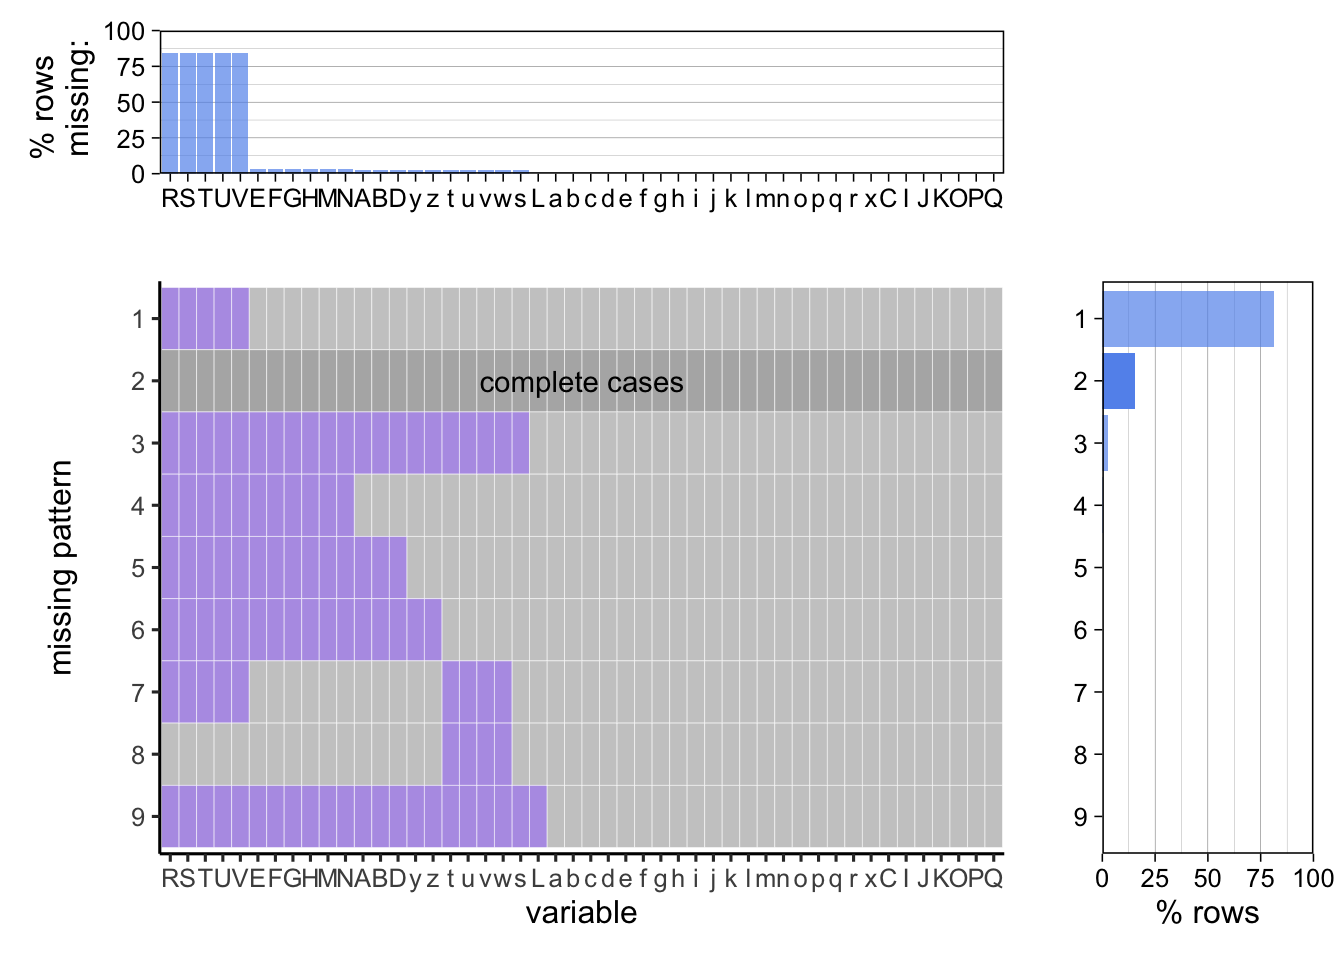 % rows
missing:
100
75
50
25
0
RSTUVEFGHMNABDyztuvwsLabcdefghijklmnopqrxCIJKOPQ
missing pattern
1
2
3
4
5
6
7
8
9
complete cases
RSTUVEFGHMNABDyztuvwsLabcdefghijklmnopqrxCIJKOPQ
variable
1
2
3
4
5
6
7
8
9
0 25 50 75 100
% rows